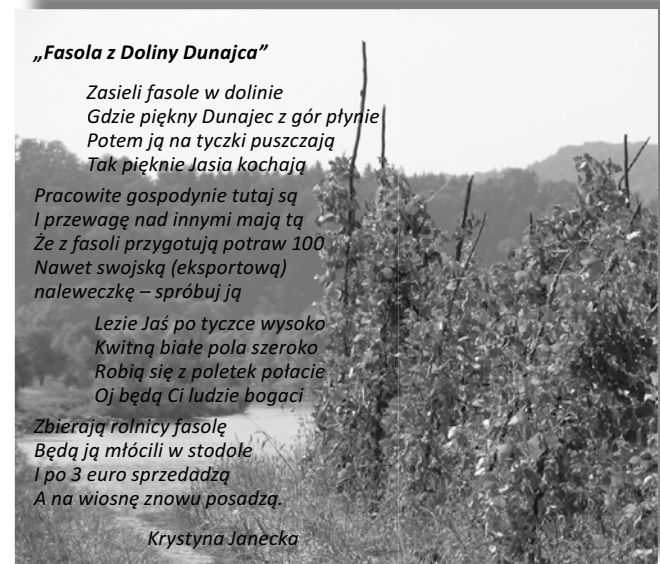 „Fasola z Doliny Dunajca”
Zasieli fasole w dolinie
Gdzie piękny Dunajec z gór płynie
Potem ją na tyczki puszczają
Tak pięknie Jasia kochają
Pracowite gospodynie tutaj są
I przewagę nad innymi mają tą
Że z fasoli przygotują potraw 100
Nawet swojską (eksportową)
naleweczkę – spróbuj ją
Lezie Jaś po tyczce wysoko
Kwitną białe pola szeroko
Robią się z poletek połacie
Oj będą Ci ludzie bogaci
Zbierają rolnicy fasolę
Będą ją młócili w stodole
I po 3 euro sprzedadzą
A na wiosnę znowu posadzą.
Krystyna Janecka